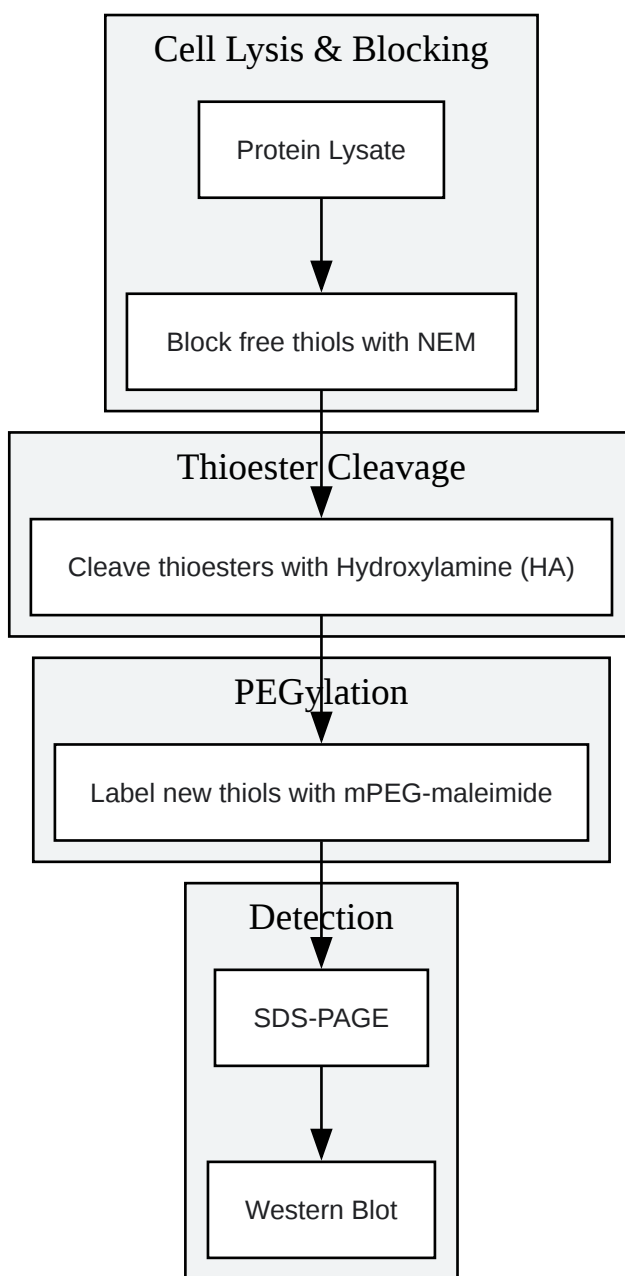 Cell Lysis & Blocking
Protein Lysate
Block free thiols with NEM
Thioester Cleavage
Cleave thioesters with Hydroxylamine (HA)
PEGylation
Label new thiols with mPEG-maleimide
Detection
SDS-PAGE
Western Blot